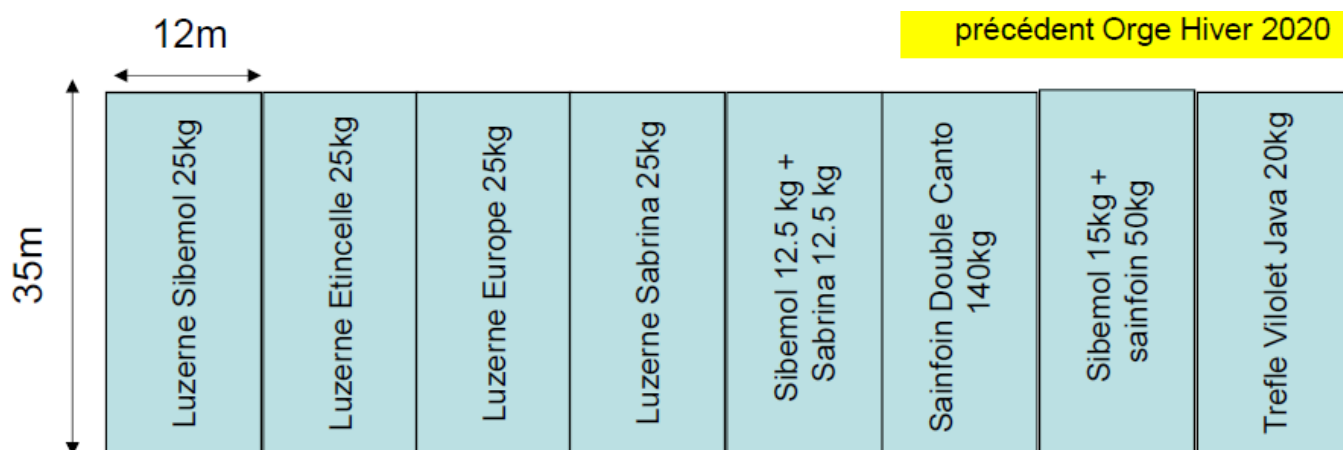 12m
précédent Orge Hiver 2020
35m
Luzerne Sibemol 25kg
Luzerne Etincelle 25kg
Luzerne Europe 25kg
Luzerne Sabrina 25kg
Sibemol 12.5 kg +
Sabrina 12.5 kg
Sainfoin Double Canto
140kg
Sibemol 15kg +
sainfoin 50kg
Trefle Vilolet Java 20kg